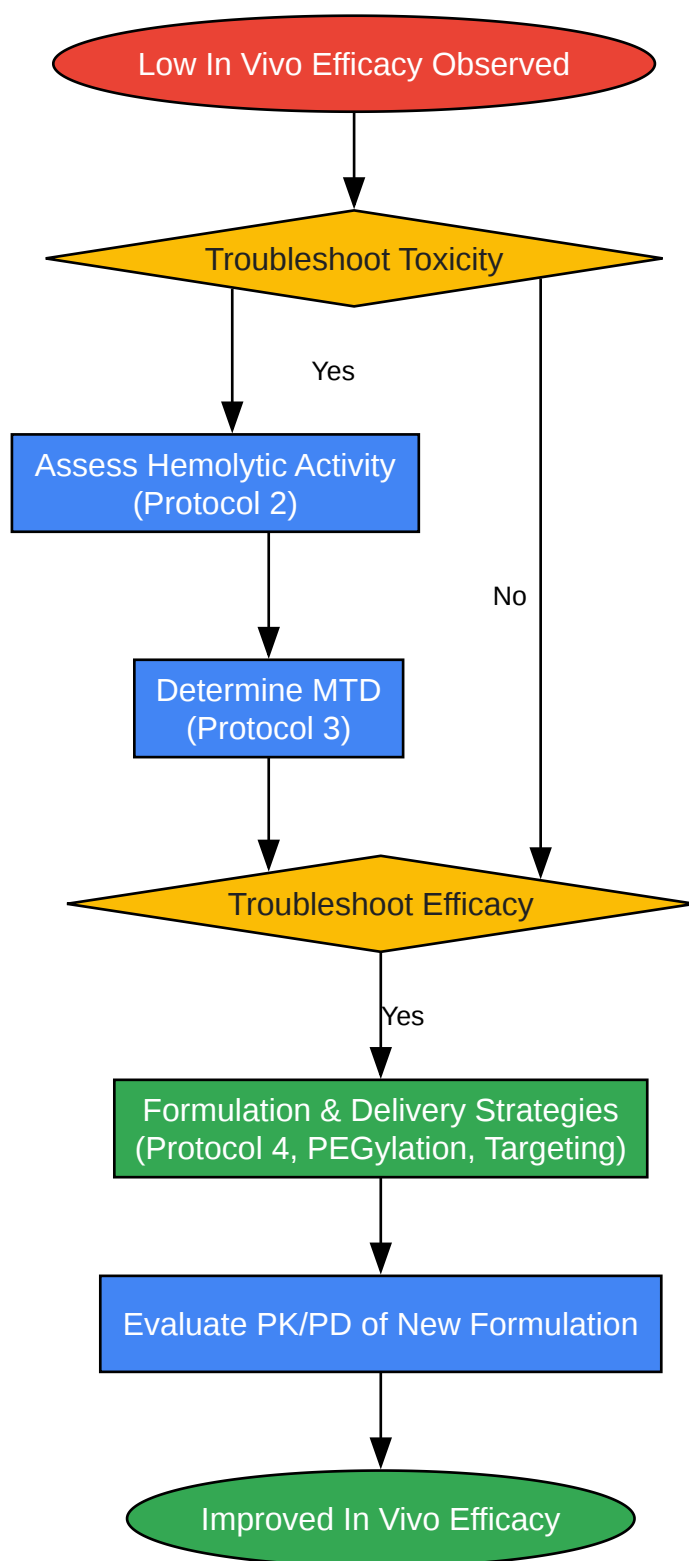 Low In Vivo Efficacy Observed
Troubleshoot Toxicity
Yes
Assess Hemolytic Activity
(Protocol 2)
No
Determine MTD
(Protocol 3)
Troubleshoot Efficacy
Yes
Formulation & Delivery Strategies
(Protocol 4, PEGylation, Targeting)
Evaluate PK/PD of New Formulation
Improved In Vivo Efficacy